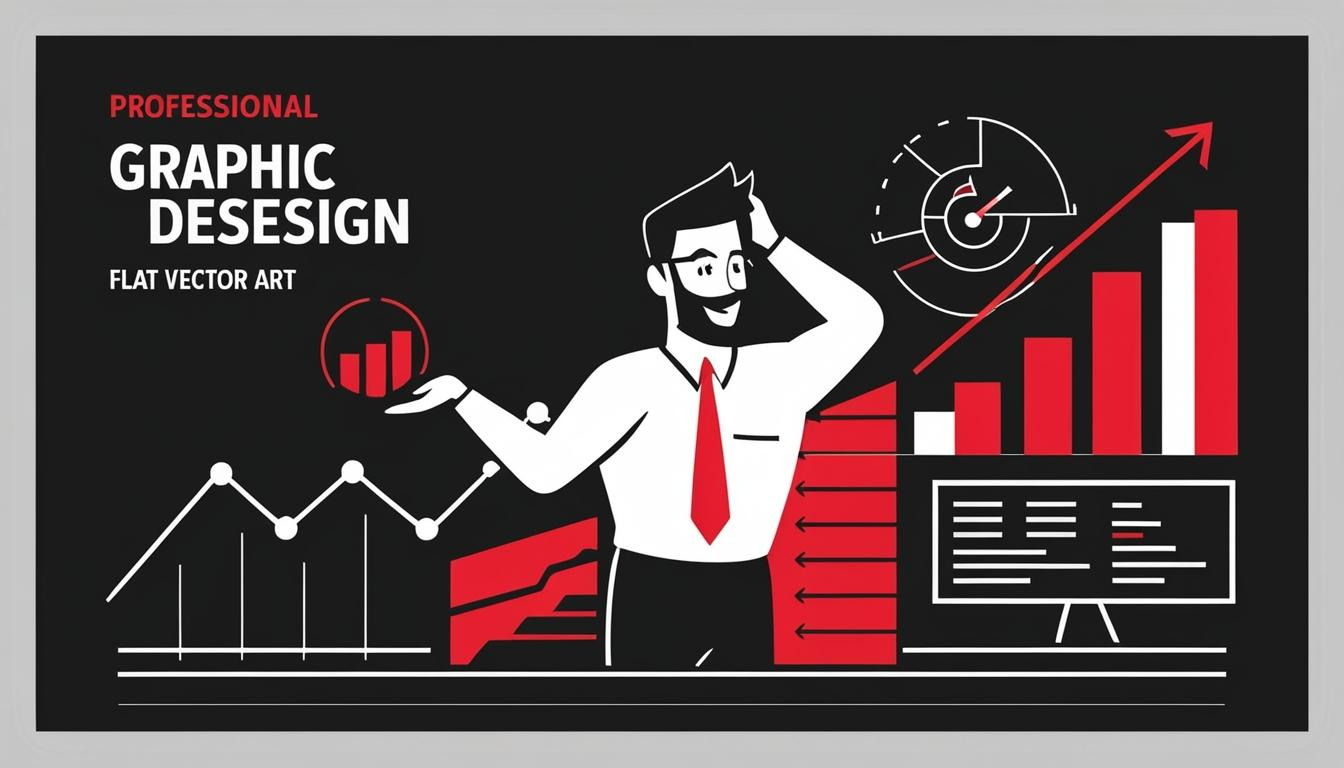 PROFESSIONAL
GRAPHIC
DESESIGN
FLAT VECTOR ART